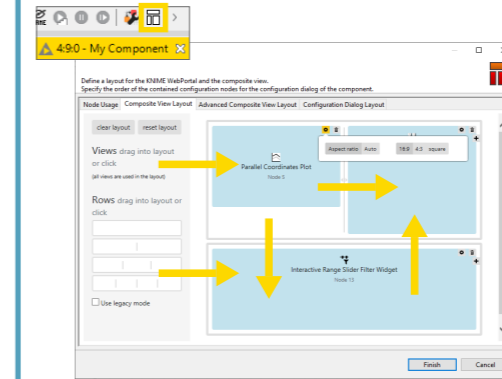 4:9:0 - My Component
Define a layout for the KNIME WebPortal and the composite view.
Specify the order of the contained configuration nodes for the configuration dialog of the component.
Node Usage Composite View Layout Advanced Composite View Layout Configuration Dialog Layout
clear layout reset layout
Views drag into layout
or click
(all views are used in the layout)
Rows drag into layout or
click
Use legacy mode
Parallel Coordinates Plot
Node 8
Aspect ratio Auto 16:9 4:3 square
Interactive Range Slider Filter Widget
Node 13
Finish Cancel